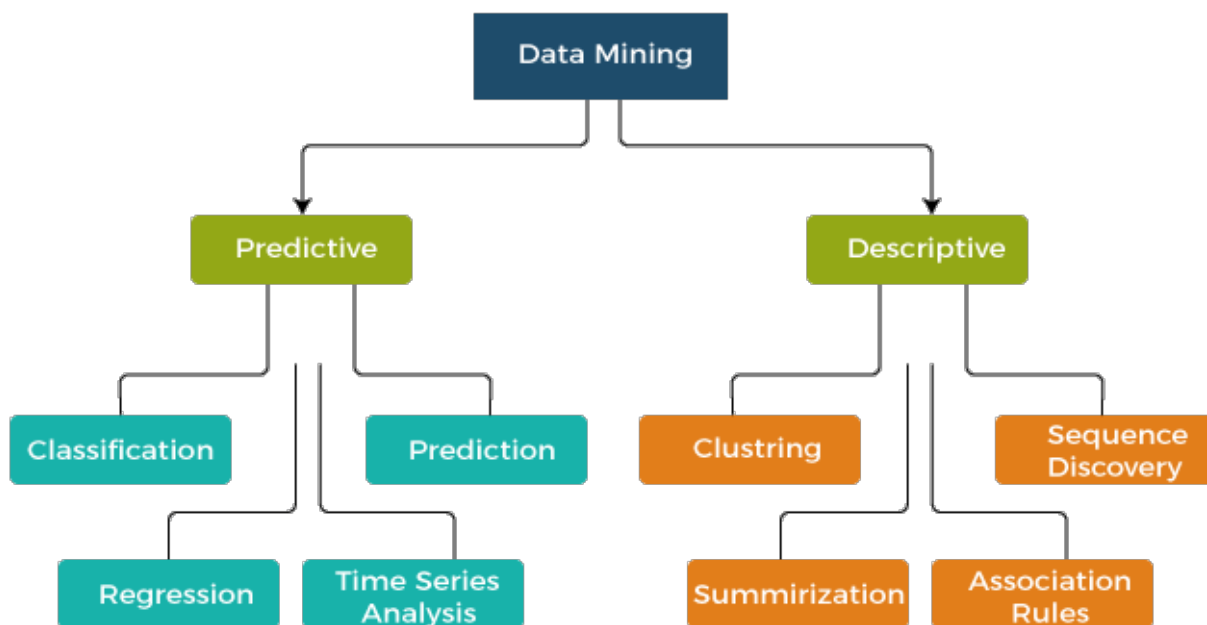 Data Mining
Predictive
Descriptive
Classification
Prediction
Clustring
Sequence
Discovery
Regression
Time Series
Analysis
Summirization
Association
Rules